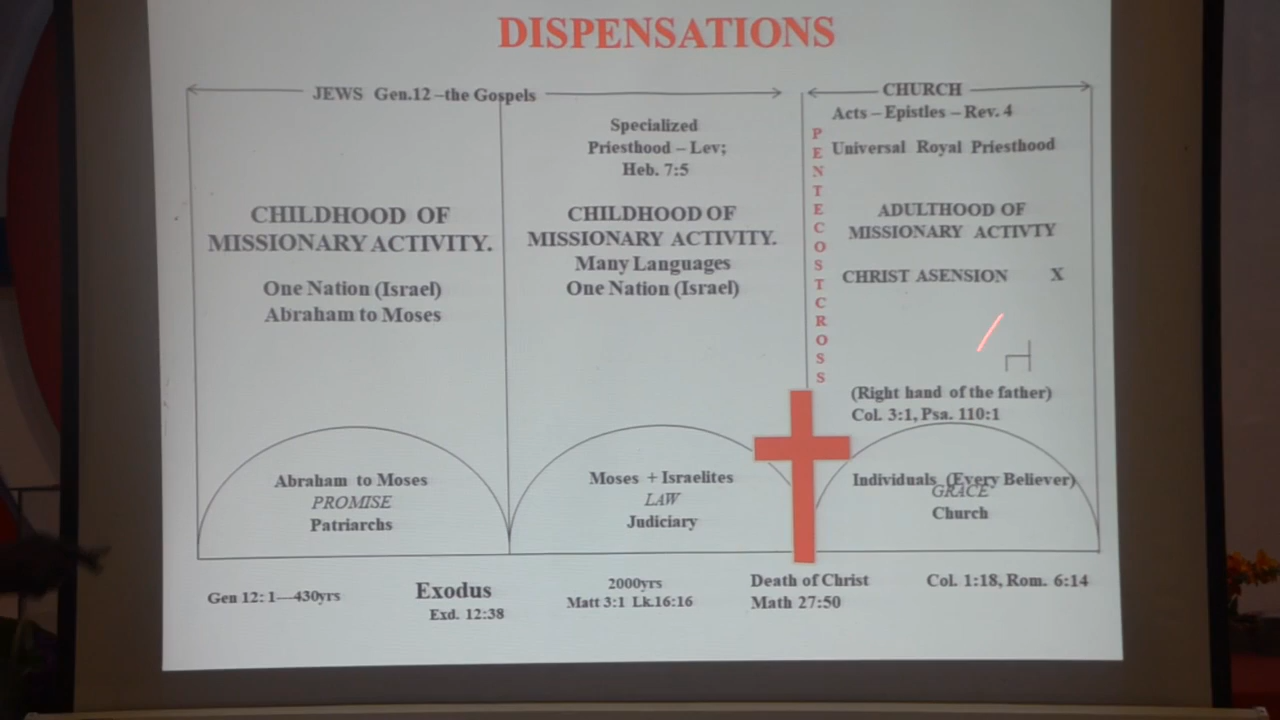 DISPENSATIONS
JEWS Gen.12 –the Gospels
CHURCH
Acts – Epistles – Rev. 4
Specialized
Priesthood – Lev;
Heb. 7:5
Universal Royal Priesthood
PENTECOST CROSS
CHILDHOOD OF
MISSIONARY ACTIVITY.
One Nation (Israel)
Abraham to Moses
CHILDHOOD OF
MISSIONARY ACTIVITY.
Many Languages
One Nation (Israel)
ADULTHOOD OF
MISSIONARY ACTIVTY
CHRIST ASENSION X
(Right hand of the father)
Col. 3:1, Psa. 110:1
Abraham to Moses
PROMISE
Patriarchs
Moses + Israelites
LAW
Judiciary
Individuals (Every Believer)
GRACE
Church
Gen 12: 1—430yrs
Exodus
Exd. 12:38
2000yrs
Matt 3:1 Lk.16:16
Death of Christ
Math 27:50
Col. 1:18, Rom. 6:14